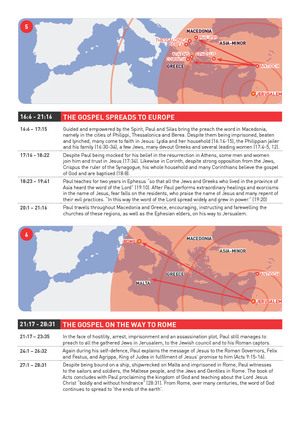 5
MACEDONIA
THESSALONICA
PHILIPPI
BEREA
ASIA-MINOR
ATHENS
EPHESUS
CORINTH
ANTIOCH
GREECE
JERUSALEM
16:6 - 21:16 THE GOSPEL SPREADS TO EUROPE
16:6 – 17:15 Guided and empowered by the Spirit, Paul and Silas bring the preach the word in Macedonia,
namely in the cities of Philippi, Thessalonica and Berea. Despite them being imprisoned, beaten
and lynched, many come to faith in Jesus: Lydia and her household (16:14-15), the Philippian jailer
and his family (16:30-34), a few Jews, many devout Greeks and several leading women (17:4-5, 12).
17:16 - 18:22 Despite Paul being mocked for his belief in the resurrection in Athens, some men and women
join him and trust in Jesus (17:34). Likewise in Corinth, despite strong opposition from the Jews,
Crispus the ruler of the Synagogue, his whole household and many Corinthians believe the gospel
of God and are baptised (18:8)
18:23 – 19:41 Paul teaches for two years in Ephesus "so that all the Jews and Greeks who lived in the province of
Asia heard the word of the Lord" (19:10). After Paul performs extraordinary healings and exorcisms
in the name of Jesus, fear falls on the residents, who praise the name of Jesus and many repent of
their evil practices. "In this way the word of the Lord spread widely and grew in power." (19:20)
20:1 – 21:16 Paul travels throughout Macedonia and Greece, encouraging, instructing and farewelling the
churches of these regions, as well as the Ephesian elders, on his way to Jerusalem.
6
ROME
MACEDONIA
ASIA-MINOR
GREECE
ANTIOCH
MALTA
JERUSALEM
21:17 - 28:31 THE GOSPEL ON THE WAY TO ROME
21:17 – 23:35 In the face of hostility, arrest, imprisonment and an assassination plot, Paul still manages to
preach to all the gathered Jews in Jerusalem, to the Jewish council and to his Roman captors.
24:1 – 26:32 Again during his self-defence, Paul explains the message of Jesus to the Roman Governors, Felix
and Festus, and Agrippa, King of Judea in fulfillment of Jesus' promise to him (Acts 9:15-16).
27:1 – 28:31 Despite being bound on a ship, shipwrecked on Malta and imprisoned in Rome, Paul witnesses
to the sailors and soldiers, the Maltese people, and the Jews and Gentiles in Rome. The book of
Acts concludes with Paul proclaiming the kingdom of God and teaching about the Lord Jesus
Christ "boldly and without hindrance" (28:31). From Rome, over many centuries, the word of God
continues to spread to 'the ends of the earth'.